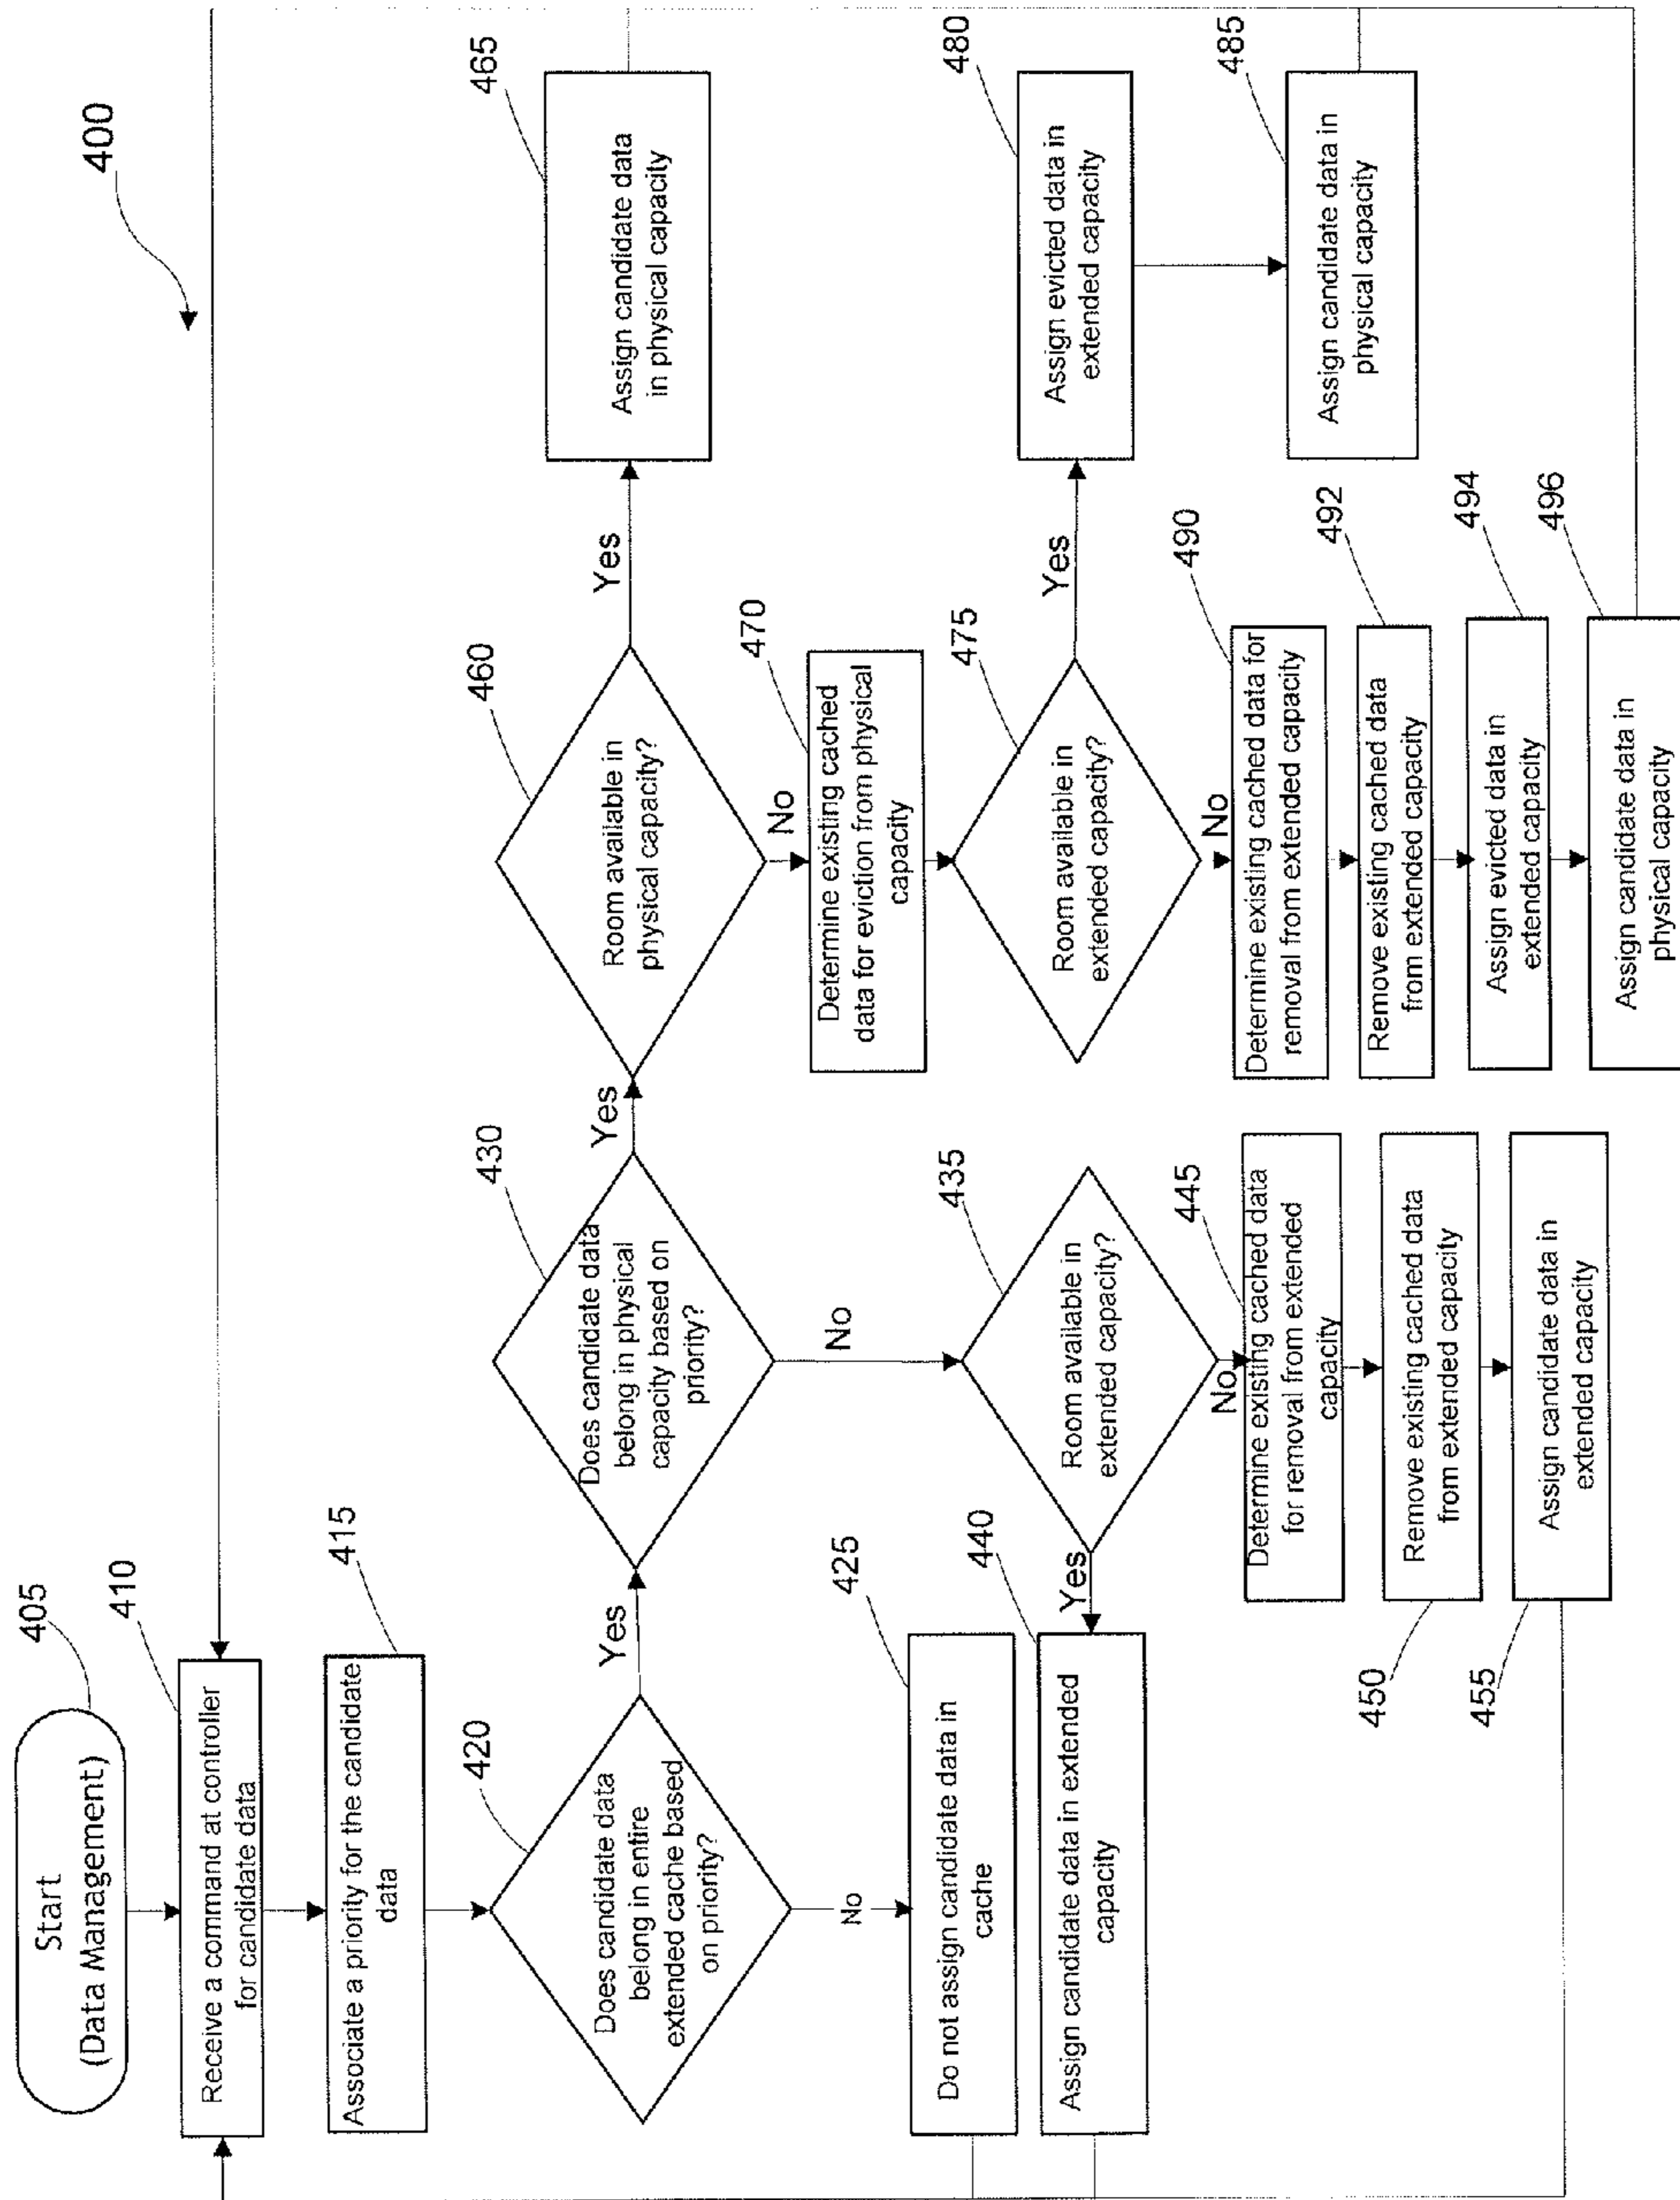 400
Start
(Data Management)
405
Receive a command at controller
for candidate data
410
Associate a priority for the candidate
data
415
Does candidate data
belong in entire
extended cache based
on priority?
420
No
Do not assign candidate data in
cache
425
Yes
Does candidate data
belong in physical
capacity based on
priority?
430
No
Room available in
extended capacity?
435
Yes
Assign candidate data in extended
capacity
440
No
Determine existing cached data
for removal from extended
capacity
445
Remove existing cached data
from extended capacity
450
Assign candidate data in
extended capacity
455
Yes
Room available in
physical capacity?
460
Yes
Assign candidate data
in physical capacity
465
No
Determine existing cached
data for eviction from physical
capacity
470
Room available in
extended capacity?
475
Yes
Assign evicted data in
extended capacity
480
Assign candidate data in
physical capacity
485
No
Determine existing cached data for
removal from extended capacity
490
Remove existing cached data
from extended capacity
492
Assign evicted data in
extended capacity
494
Assign candidate data in
physical capacity
496